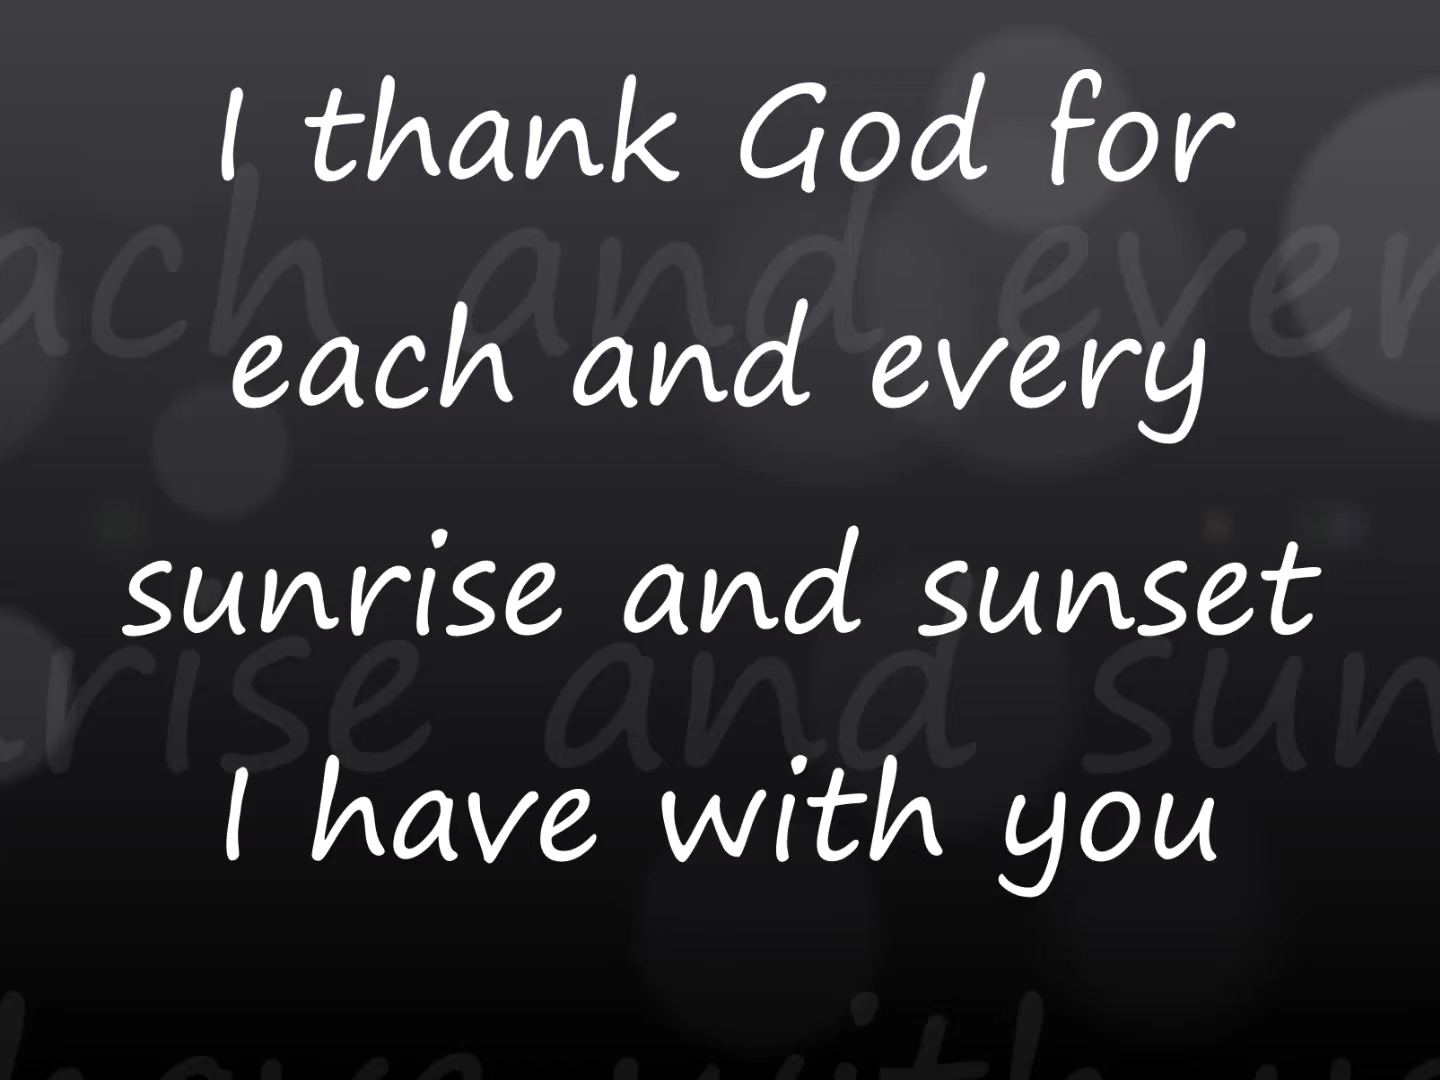 I thank God for
each and every
sunrise and sunset
I have with you